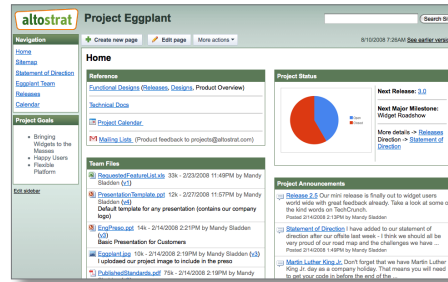 altostrat
Project Eggplant
Search Si
Navigation
Home
Sitemap
Statement of Direction
Eggplant Team
Releases
Calendar
Project Goals
• Bringing
Widgets to the
Masses
• Happy Users
• Flexible
Platform
Edit sidebar
Create new page
Edit page
More actions
8/10/2008 7:28AM See earlier versio
Home
Reference
Functional Designs (Releases, Designs, Product Overview)
Technical Docs
Project Calendar
Mailing Lists (Product feedback to projects@altostrat.com)
Team Files
RequestedFeatureList.xls 33k - 2/23/2008 11:49PM by Mandy
Sladden (v1)
PresentationTemplate.ppt 12k - 2/27/2008 11:57PM by Mandy
Sladden (v4)
Default template for any presentation (contains our company
logo)
EngPrsec.ppt 14k - 2/14/2008 2:21PM by Mandy Sladden
(v3)
Basic Presentation for Customers
Eggplant.jpg 10k - 2/14/2008 2:19PM by Mandy Sladden (v3)
I uplodsed our project image to include in the preso
PublishedStandards.pdf 75k - 2/14/2008 2:19PM by Mandy
Project Status
Next Release: 3.0
Next Major Milestone:
Widget Roadshow
More details -> Releases
Direction -> Statement of
Direction
Project Announcements
Release 2.5 Our mini release is finally out to widget users
world wide with great feedback already. Take a look at some o
the kind words on TechCrunch.
Posted 2/14/2008 2:13PM by Mandy Sladden
Statement of Direction I have added to our statement of
direction after our offsite last week - I think we should all be
very proud of our road map and the challenges we have ...
Posted 2/14/2008 1:49PM by Mandy Sladden
Martin Luther King Jr. Don't forget that we have Martin Luther
King Jr. day as a company holiday. That means you will need
to get your code in before the end of the ...